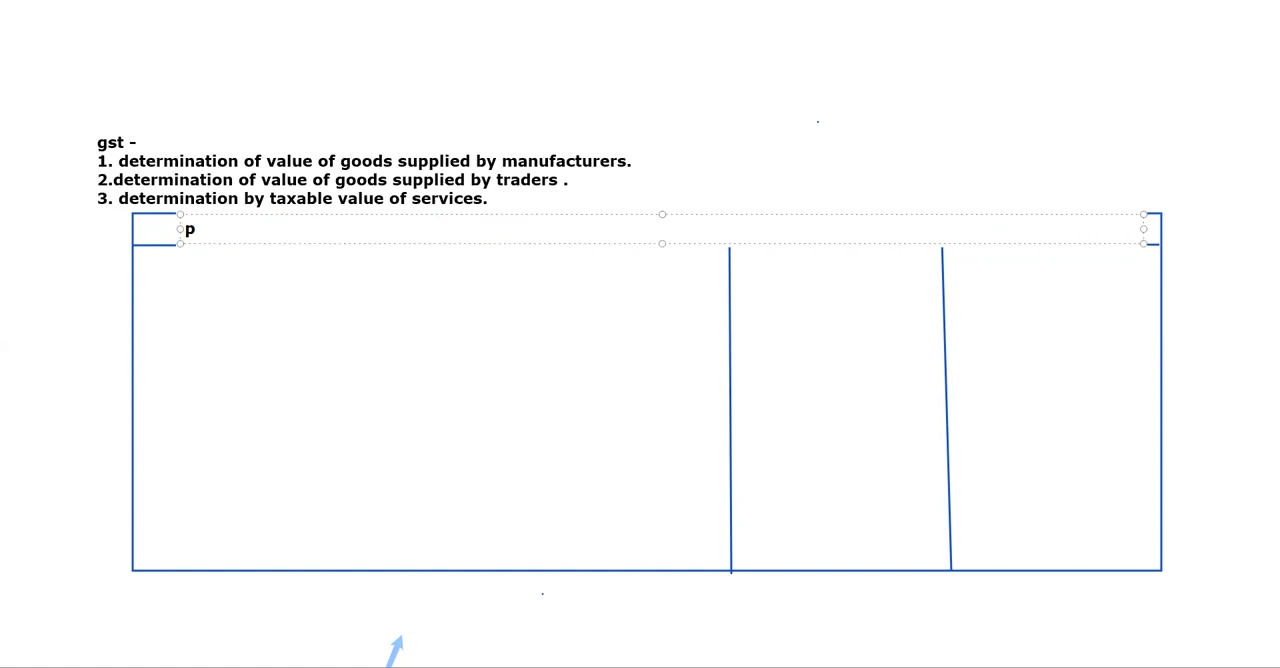 gst -
1. determination of value of goods supplied by manufacturers.
2.determination of value of goods supplied by traders .
3. determination by taxable value of services.
p